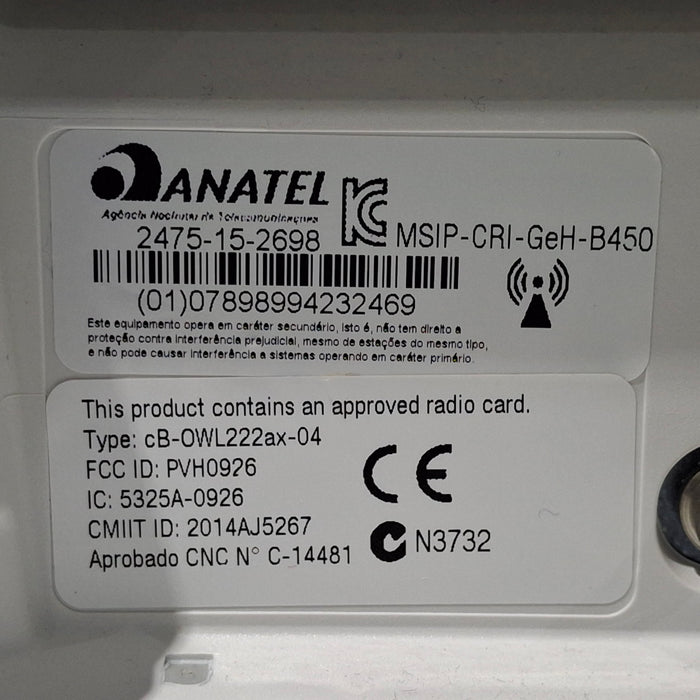 ANATEL
Agência Nacional de Telecomunicações
2475-15-2698
MSIP-CRI-GeH-B450
(01)07898994232469
Este equipamento opera em caráter secundário, isto é, não tem direito a
proteção contra interferência prejudicial, mesmo de estações do mesmo tipo,
e não pode causar interferência a sistemas operando em caráter primário.
This product contains an approved radio card.
Type: cB-OWL222ax-04
FCC ID: PVH0926
IC: 5325A-0926
CMIIT ID: 2014AJ5267
Aprobado CNC N° C-14481
CE
N3732